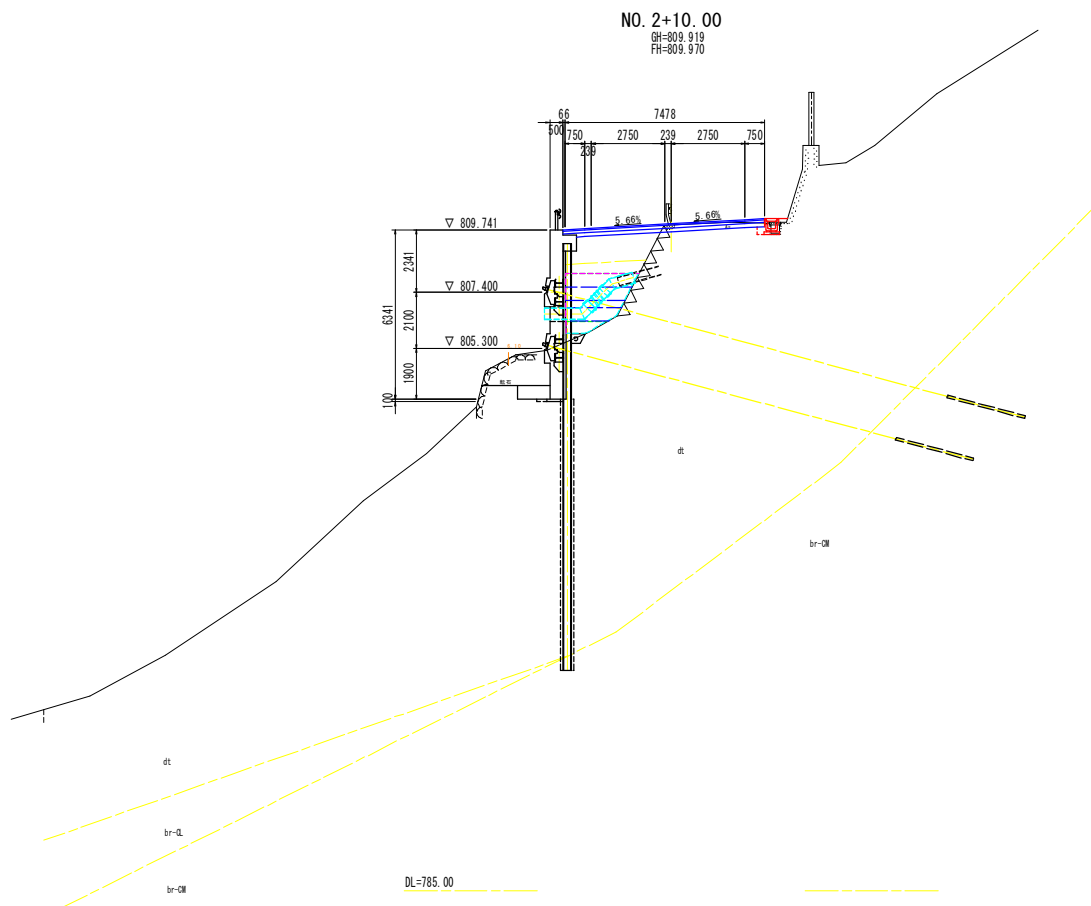 NO. 2+10.00
GH=809.919
FH=809.970
66
7478
500
750
239
2750
239
2750
750
5.66%
5.66%
▽ 809.741
2341
▽ 807.400
6341
2100
▽ 805.300
1900
100
dt
br-CM
dt
br-CL
br-CM
DL=785.00